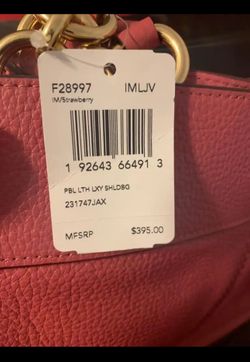 F28997 IMLJV
IM/Strawberry
1 92643 66491 3
PBL LTH LXY SHLDBG
231747JAX
MFSRP $395.00